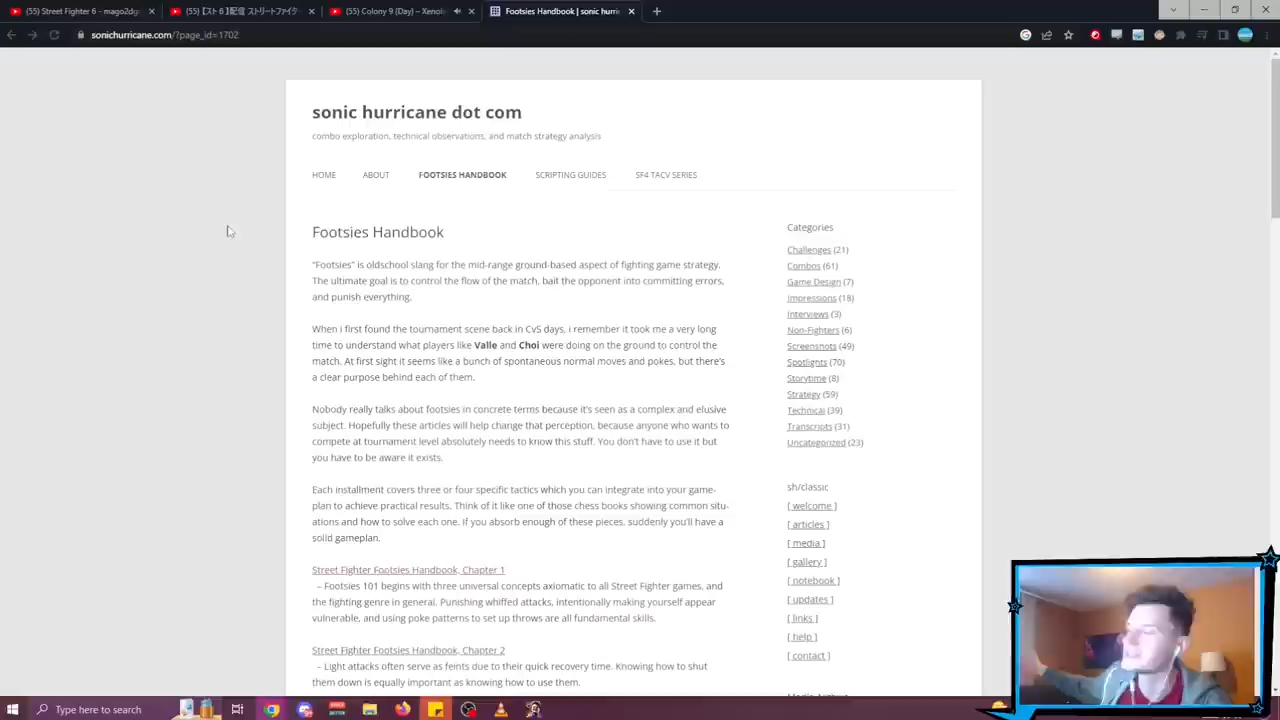 (55) Street Fighter 6 – mago2dg
(55) 【スト6】配信 ストリートファイタ
(55) Colony 9 (Day) – Xenobl
Footsies Handbook | sonic hurri
sonichurricane.com/?page_id=1702
sonic hurricane dot com
combo exploration, technical observations, and match strategy analysis
HOME ABOUT FOOTSIES HANDBOOK SCRIPTING GUIDES SF4 TACV SERIES
Footsies Handbook
“Footsies” is oldschool slang for the mid-range ground-based aspect of fighting game strategy.
The ultimate goal is to control the flow of the match, bait the opponent into committing errors,
and punish everything.
When i first found the tournament scene back in CvS days, i remember it took me a very long
time to understand what players like Valle and Choi were doing on the ground to control the
match. At first sight it seems like a bunch of spontaneous normal moves and pokes, but there’s
a clear purpose behind each of them.
Nobody really talks about footsies in concrete terms because it’s seen as a complex and elusive
subject. Hopefully these articles will help change that perception, because anyone who wants to
compete at tournament level absolutely needs to know this stuff. You don’t have to use it but
you have to be aware it exists.
Each installment covers three or four specific tactics which you can integrate into your game-
plan to achieve practical results. Think of it like one of those chess books showing common situ-
ations and how to solve each one. If you absorb enough of these pieces, suddenly you’ll have a
solid gameplan.
Street Fighter Footsies Handbook, Chapter 1
– Footsies 101 begins with three universal concepts axiomatic to all Street Fighter games, and
the fighting genre in general. Punishing whiffed attacks, intentionally making yourself appear
vulnerable, and using poke patterns to set up throws are all fundamental skills.
Street Fighter Footsies Handbook, Chapter 2
– Light attacks often serve as feints due to their quick recovery time. Knowing how to shut
them down is equally important as knowing how to use them.
Categories
Challenges (21)
Combos (61)
Game Design (7)
Impressions (18)
Interviews (3)
Non-Fighters (6)
Screenshots (49)
Spotlights (70)
Storytime (8)
Strategy (59)
Technical (39)
Transcripts (31)
Uncategorized (23)
sh/classic
[ welcome ]
[ articles ]
[ media ]
[ gallery ]
[ notebook ]
[ updates ]
[ links ]
[ help ]
[ contact ]
Type here to search